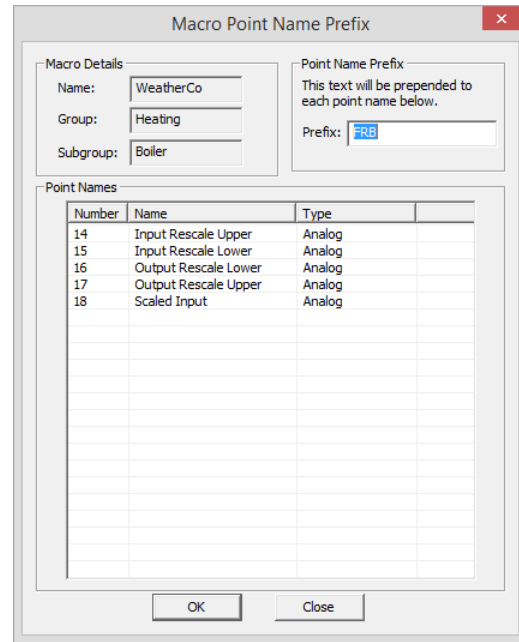 Macro Point Name Prefix
Macro Details
Name: WeatherCo
Group: Heating
Subgroup: Boiler
Point Name Prefix
This text will be prepended to
each point name below.
Prefix: FRB
Point Names
Number Name Type
14 Input Rescale Upper Analog
15 Input Rescale Lower Analog
16 Output Rescale Lower Analog
17 Output Rescale Upper Analog
18 Scaled Input Analog
OK Close